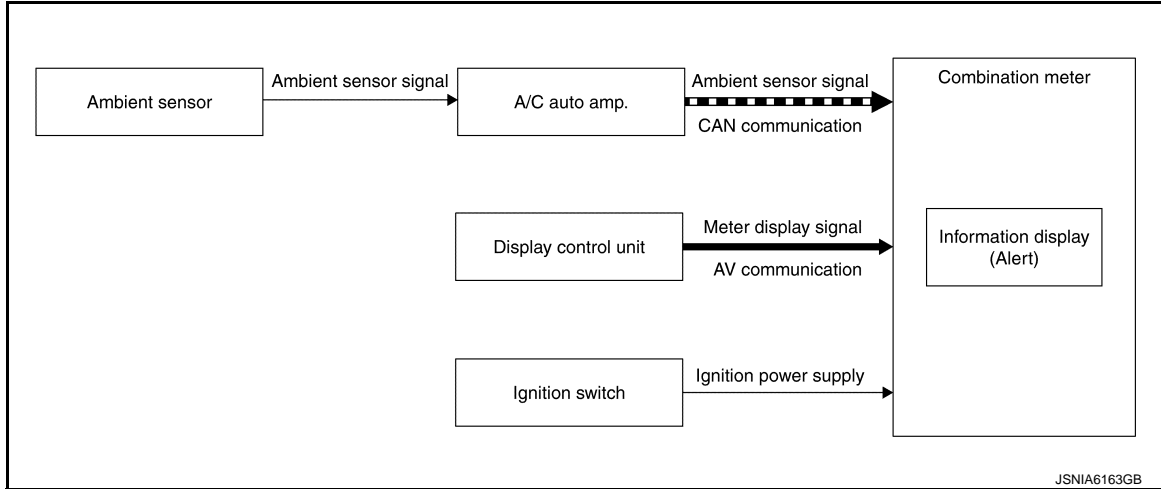 Ambient sensor
Ambient sensor signal
A/C auto amp.
Ambient sensor signal
CAN communication
Combination meter
Display control unit
Meter display signal
AV communication
Information display
(Alert)
Ignition switch
Ignition power supply
JSNIA6163GB